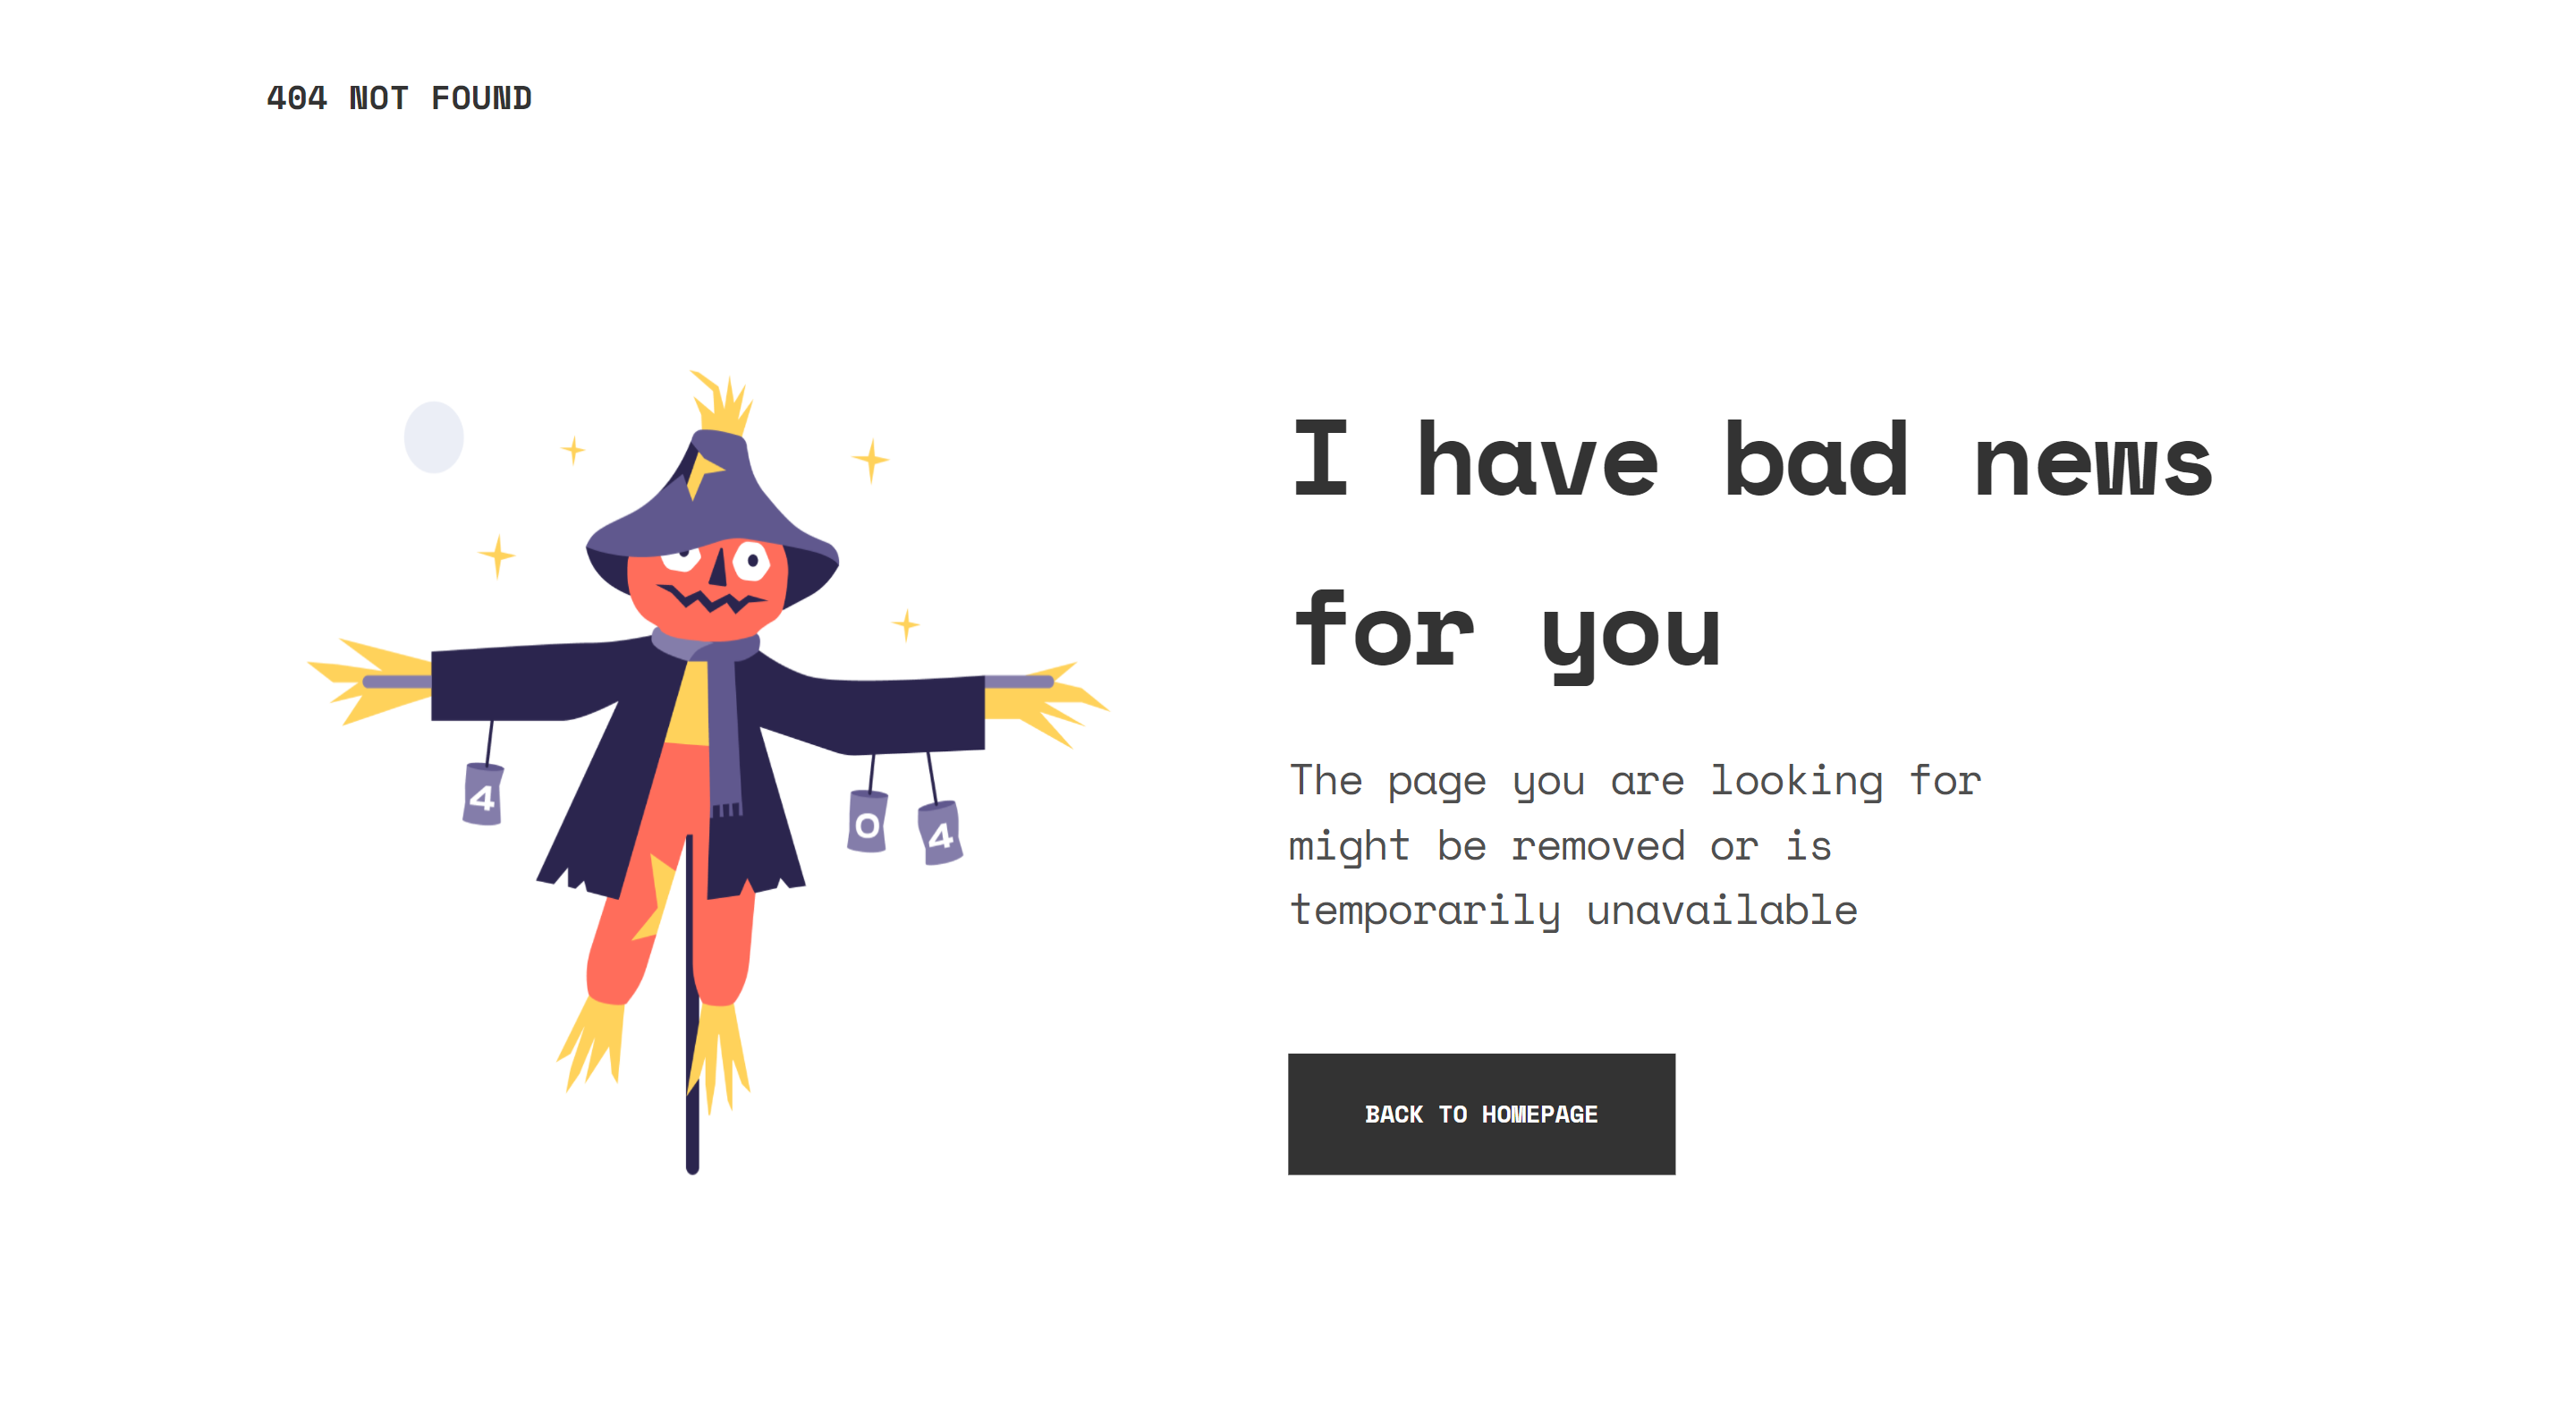 404 NOT FOUND
I have bad news
for you
4
0
4
The page you are looking for
might be removed or is
temporarily unavailable
BACK TO HOMEPAGE